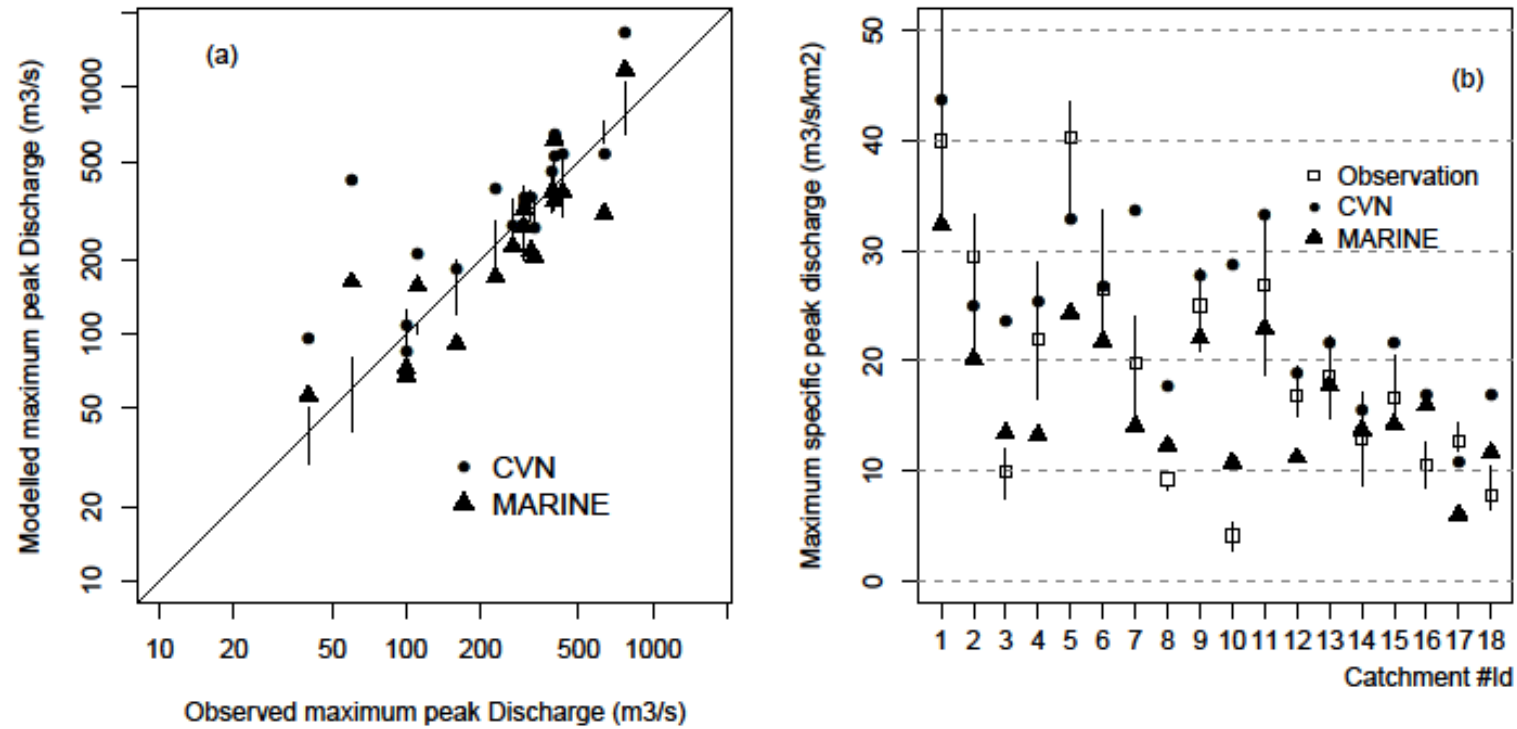 (a)
Modelled maximum peak Discharge (m3/s)
1000
500
200
100
50
20
10
CVN
MARINE
10 20 50 100 200 500 1000
Observed maximum peak Discharge (m3/s)
(b)
Maximum specific peak discharge (m3/s/km2)
50
40
30
20
10
0
Observation
CVN
MARINE
1 2 3 4 5 6 7 8 9 10 11 12 13 14 15 16 17 18
Catchment #Id